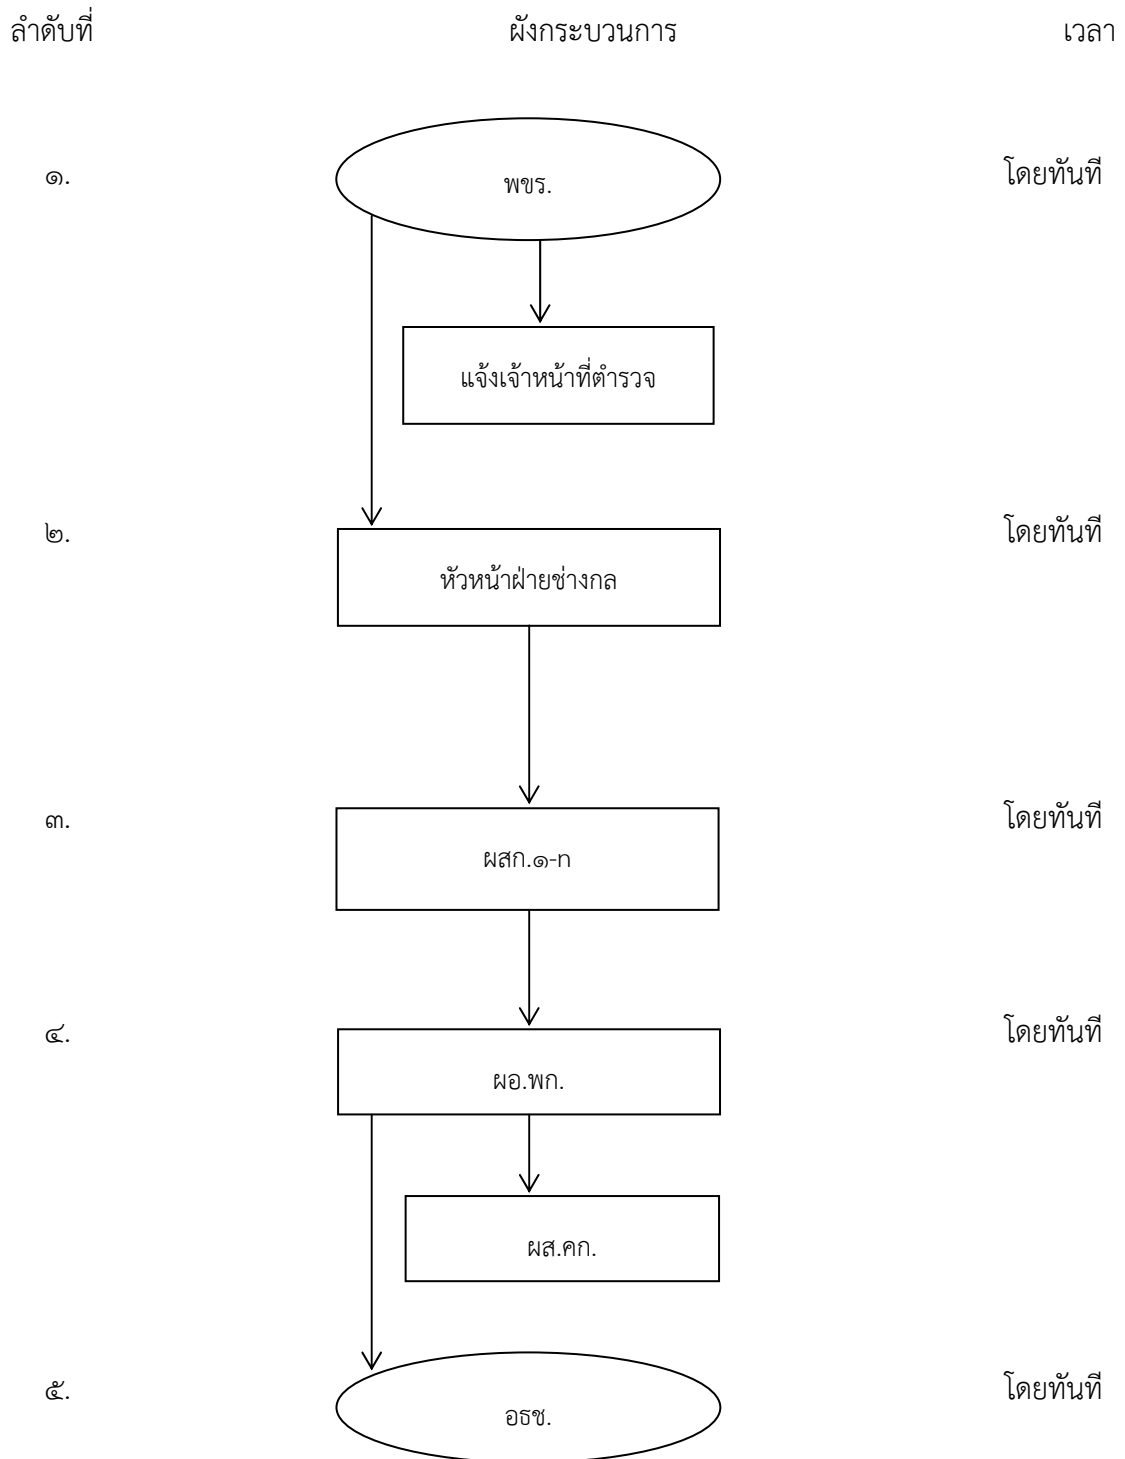 ลำดับที่ ผังกระบวนการ เวลา
๑. พขร. โดยทันที
แจ้งเจ้าหน้าที่ตำรวจ
๒. โดยทันที
หัวหน้าฝ่ายช่างกล
๓. โดยทันที
ผสก.๑-n
๔. โดยทันที
ผอ.พก.
ผส.คก.
๕. โดยทันที
อธช.